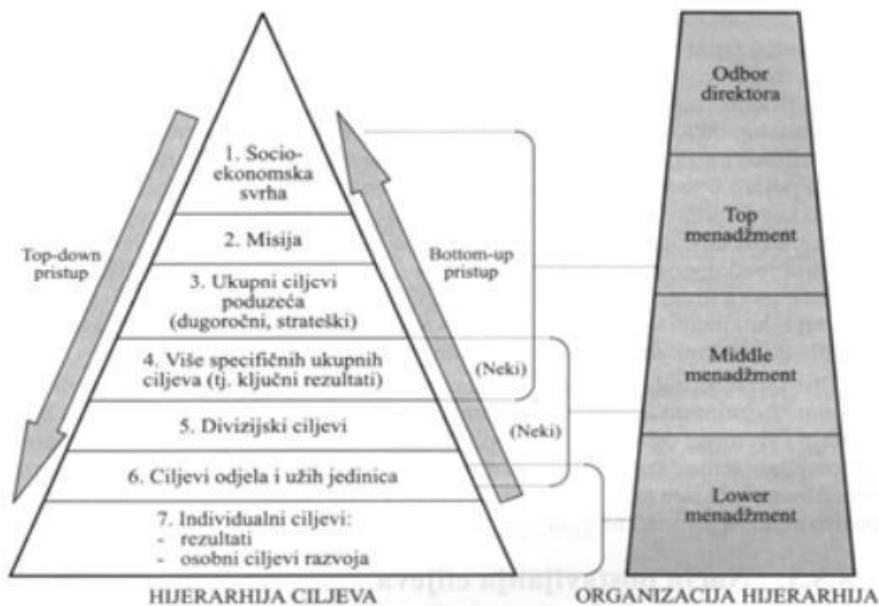 1. Socio-
ekonomska
svrha
2. Misija
3. Ukupni ciljevi
poduzeća
(dugoročni, strateški)
4. Više specifičnih ukupnih
ciljeva (tj. ključni rezultati)
5. Divizijski ciljevi
6. Ciljevi odjela i užih jedinica
7. Individualni ciljevi:
- rezultati
- osobni ciljevi razvoja
Top-down
pristup
Bottom-up
pristup
(Neki)
(Neki)
HIJERARHIJA CILJEVA
Odbor
direktora
Top
menadžment
Middle
menadžment
Lower
menadžment
ORGANIZACIJA HIJERARHIJA